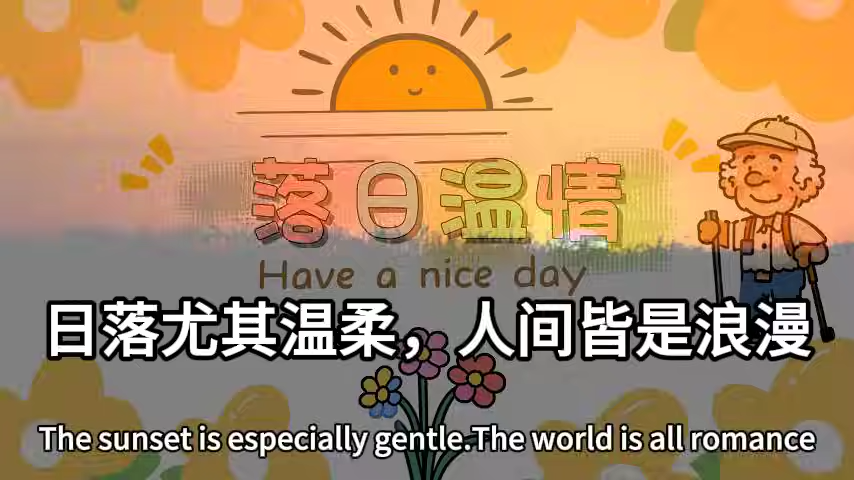 落日温情
Have a nice day
日落尤其温柔，人间皆是浪漫
The sunset is especially gentle.The world is all romance